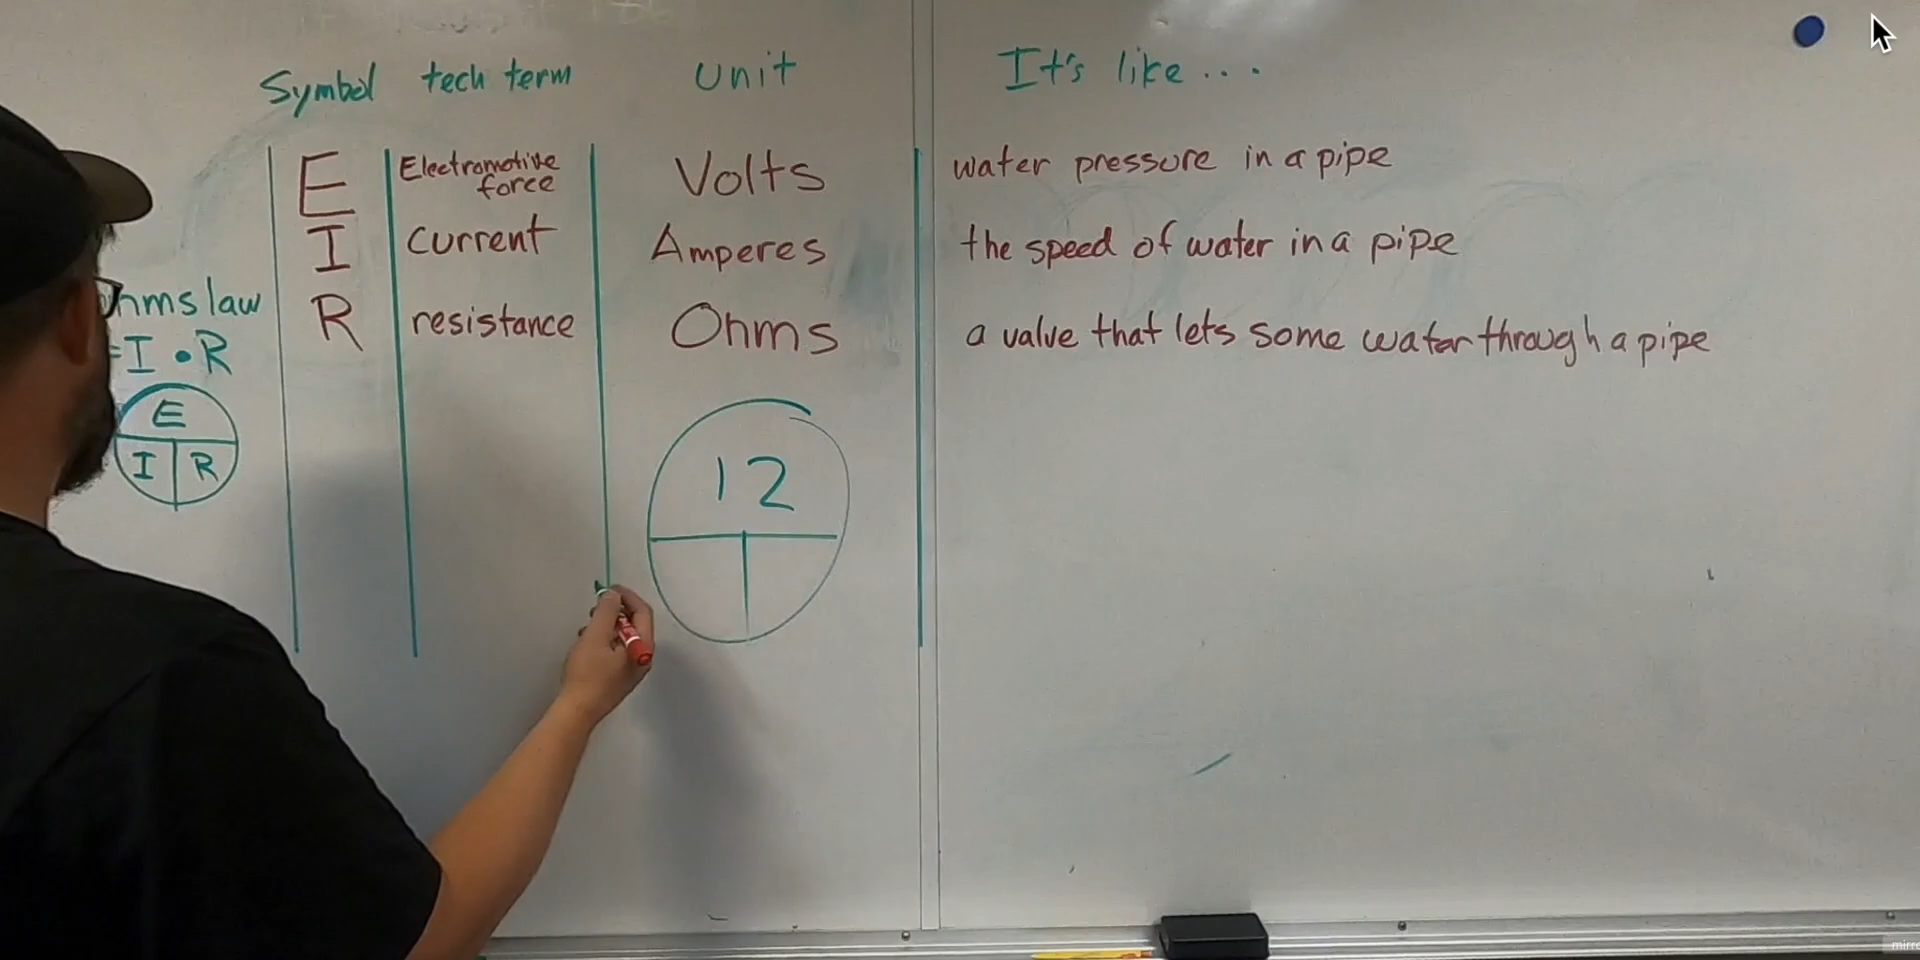 Symbol tech term unit It's like ....
E Electromotive force Volts water pressure in a pipe
I current Amperes the speed of water in a pipe
R resistance Ohms a valve that lets some water through a pipe
hms law
=I • R
E
I R
12